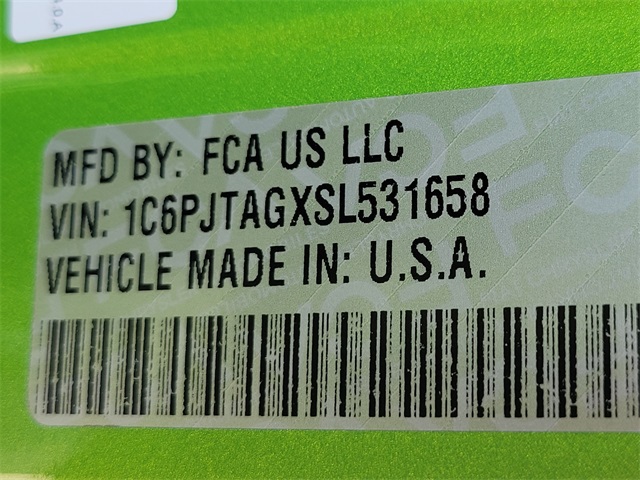 MFD BY: FCA US LLC
VIN: 1C6PJTAGXSL531658
VEHICLE MADE IN: U.S.A.